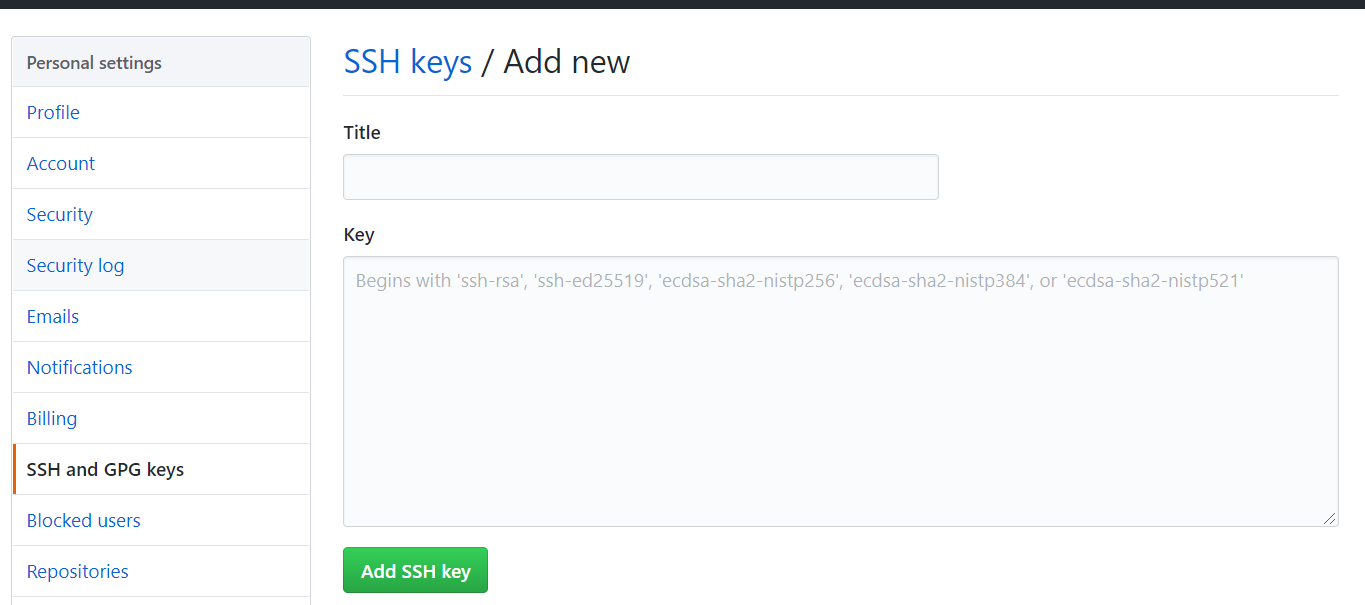 Personal settings
Profile
Account
Security
Security log
Emails
Notifications
Billing
SSH and GPG keys
Blocked users
Repositories
SSH keys / Add new
Title
Key
Begins with 'ssh-rsa', 'ssh-ed25519', 'ecdsa-sha2-nistp256', 'ecdsa-sha2-nistp384', or 'ecdsa-sha2-nistp521'
Add SSH key